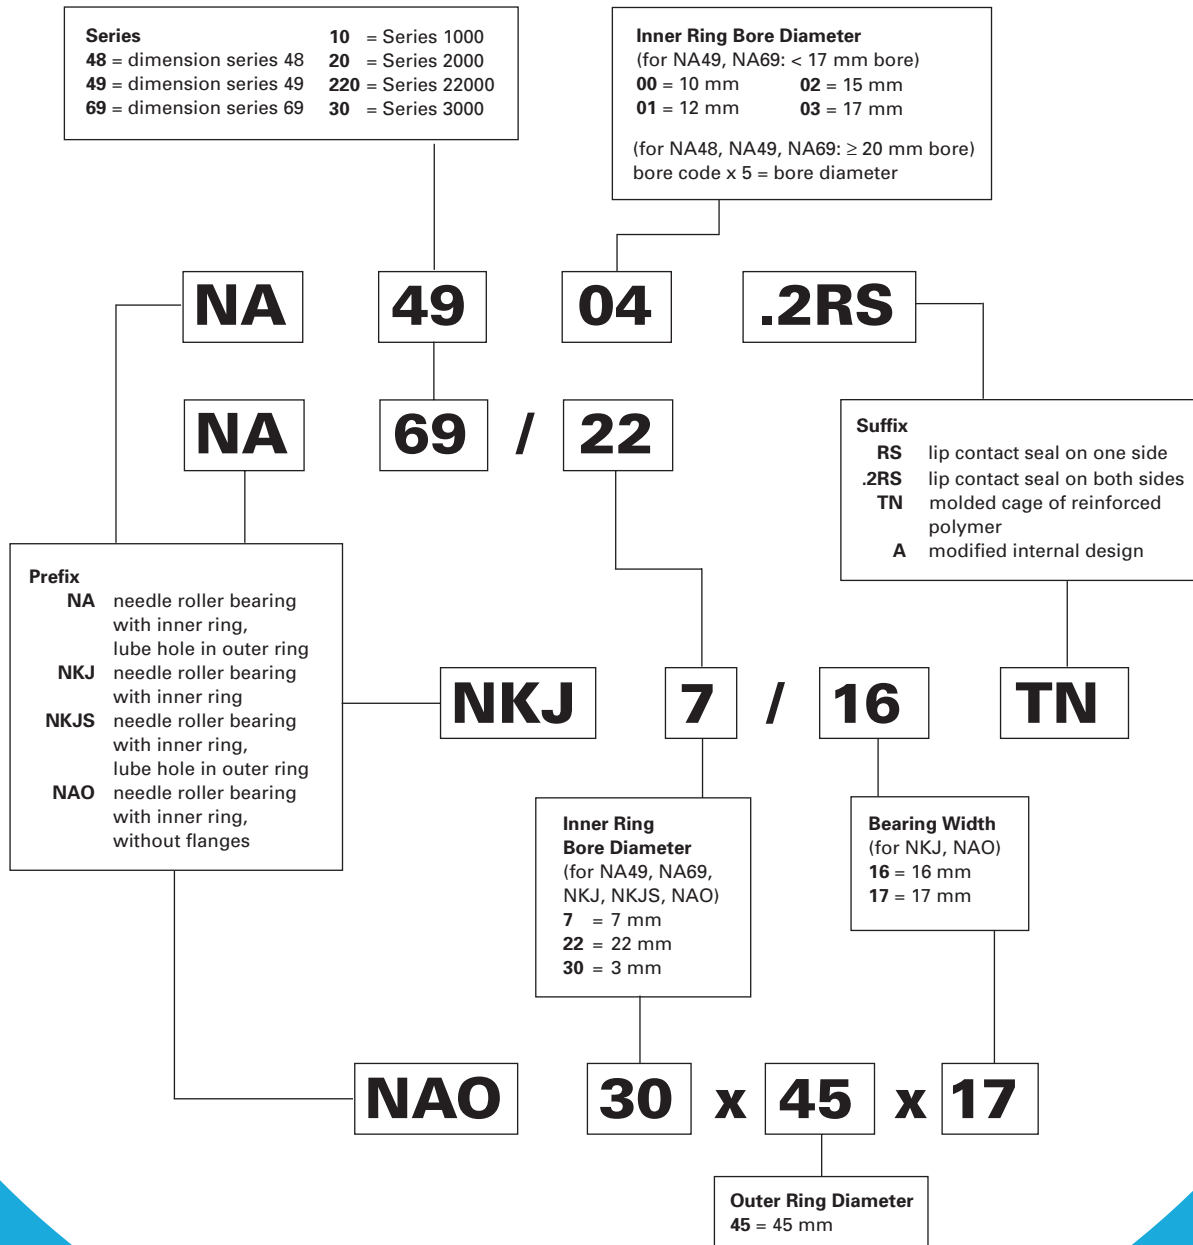 Series
48 = dimension series 48
49 = dimension series 49
69 = dimension series 69
10 = Series 1000
20 = Series 2000
220 = Series 22000
30 = Series 3000
Inner Ring Bore Diameter
(for NA49, NA69: < 17 mm bore)
00 = 10 mm 02 = 15 mm
01 = 12 mm 03 = 17 mm
(for NA48, NA49, NA69: ≥ 20 mm bore)
bore code x 5 = bore diameter
NA 49 04 .2RS
NA 69 / 22
Suffix
RS lip contact seal on one side
.2RS lip contact seal on both sides
TN molded cage of reinforced
polymer
A modified internal design
Prefix
NA needle roller bearing
with inner ring,
lube hole in outer ring
NKJ needle roller bearing
with inner ring
NKJS needle roller bearing
with inner ring,
lube hole in outer ring
NAO needle roller bearing
with inner ring,
without flanges
NKJ 7 / 16 TN
Inner Ring
Bore Diameter
(for NA49, NA69,
NKJ, NKJS, NAO)
7 = 7 mm
22 = 22 mm
30 = 3 mm
Bearing Width
(for NKJ, NAO)
16 = 16 mm
17 = 17 mm
NAO 30 x 45 x 17
Outer Ring Diameter
45 = 45 mm